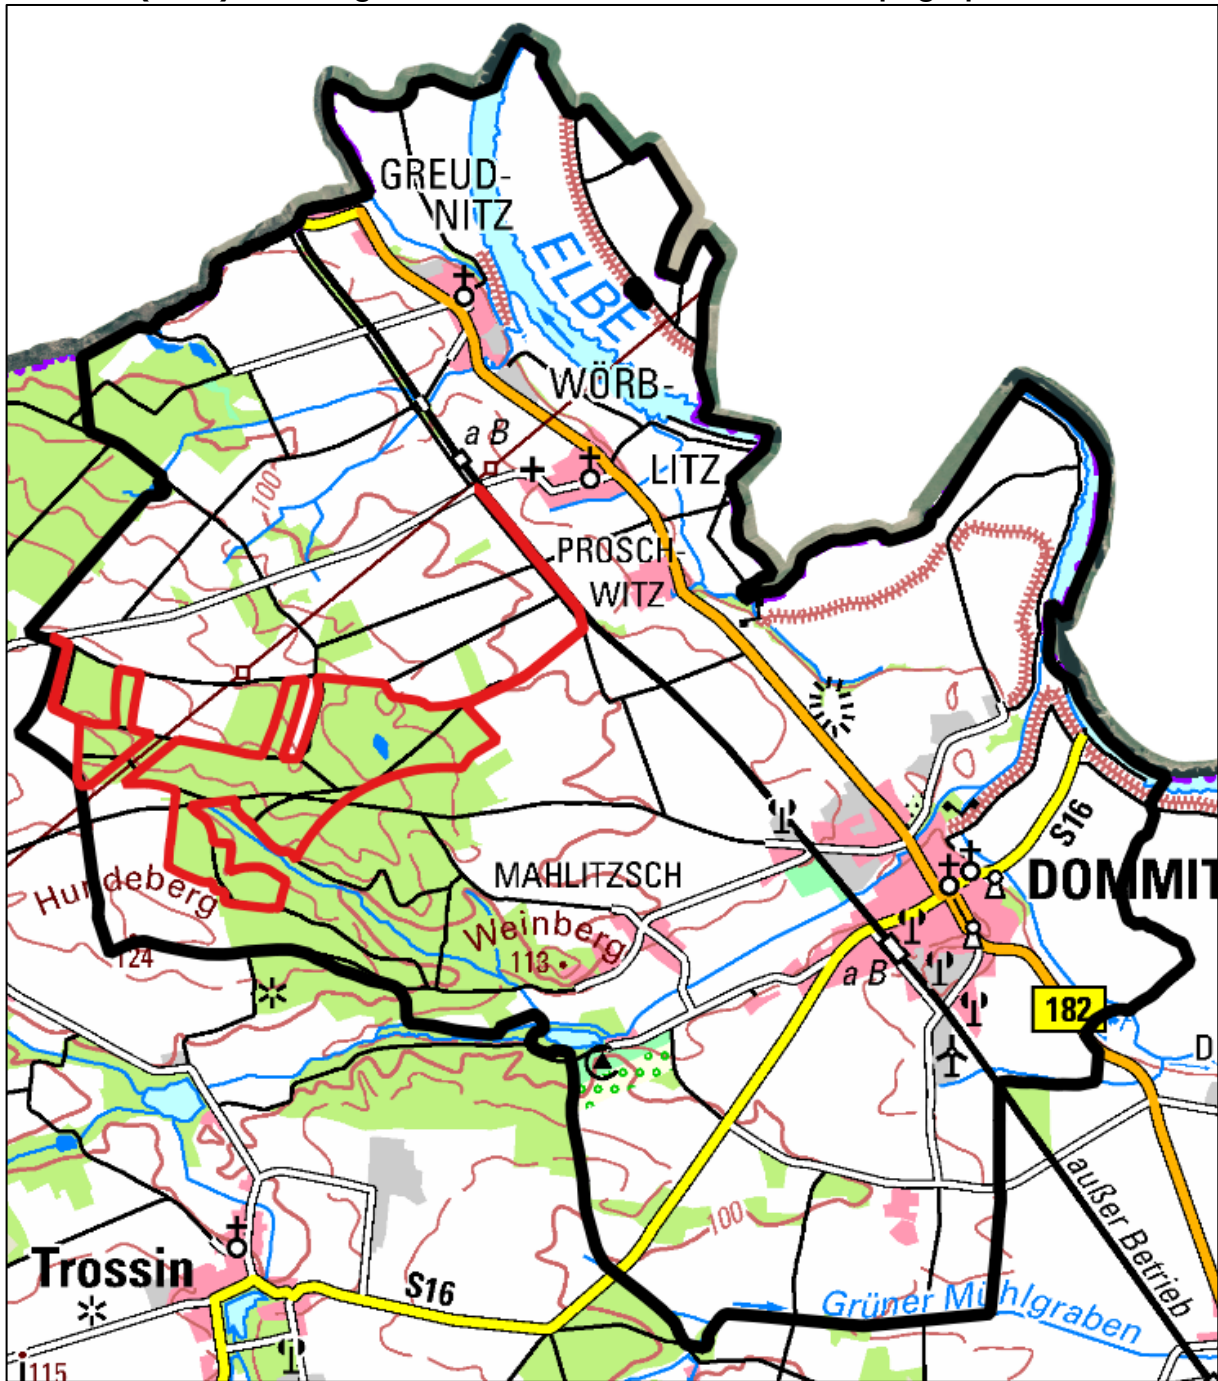 GREUD-
NITZ
ELBE
WÖRB-
LITZ
a B
100
PROSCH-
WITZ
S16
MAHLITZSCH
DOMMIT
Hundeberg
124
Weinberg
113
a B
182
D
außer Betrieb
100
Trossin
S16
Grüner Mühlgraben
115